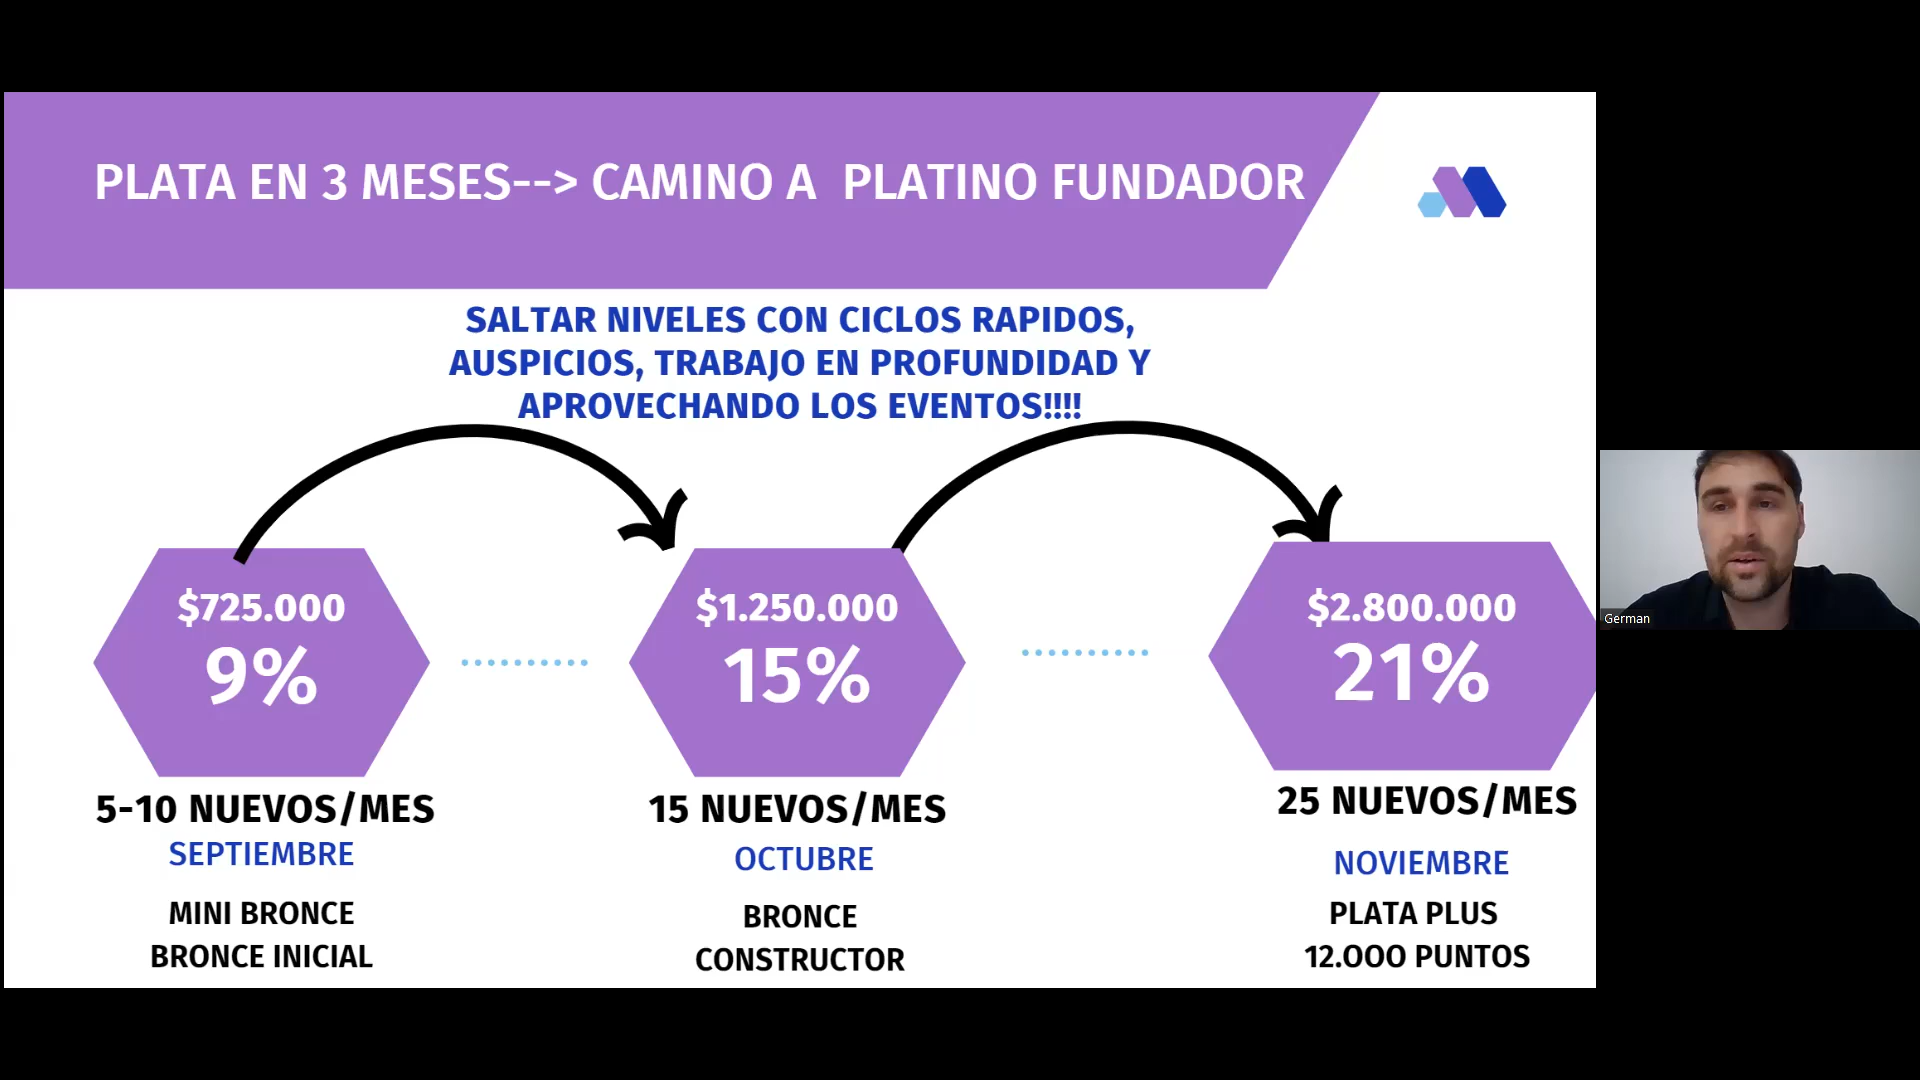 PLATA EN 3 MESES--> CAMINO A PLATINO FUNDADOR
SALTAR NIVELES CON CICLOS RAPIDOS,
AUSPICIOS, TRABAJO EN PROFUNDIDAD Y
APROVECHANDO LOS EVENTOS!!!!
$725.000
9%
5-10 NUEVOS/MES
SEPTIEMBRE
MINI BRONCE
BRONCE INICIAL
$1.250.000
15%
15 NUEVOS/MES
OCTUBRE
BRONCE
CONSTRUCTOR
$2.800.000
21%
25 NUEVOS/MES
NOVIEMBRE
PLATA PLUS
12.000 PUNTOS
German